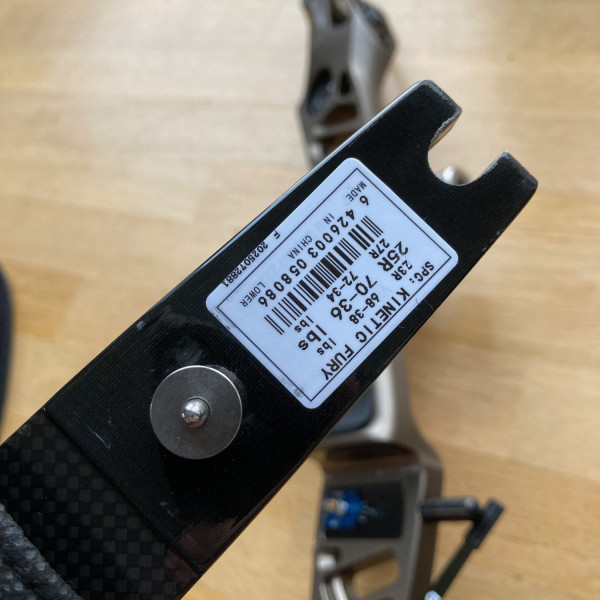 SPC: KINETIC FURY
23R 68-38 lbs
25R 70-36 lbs
27R 72-34 lbs
6 426003 058086
MADE IN CHINA LOWER
F 2025012881